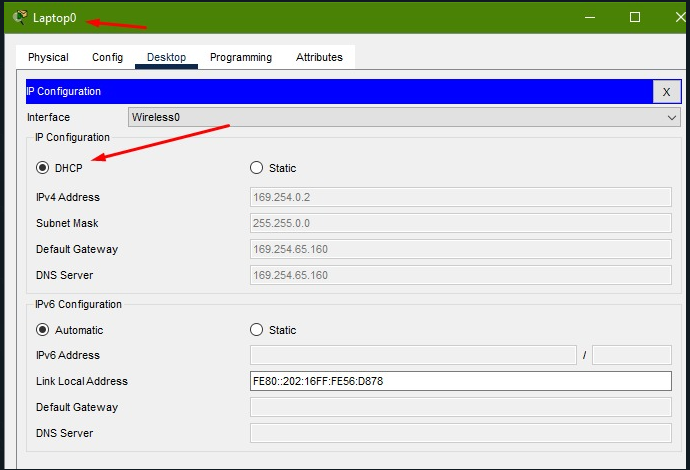 Laptop0
Physical Config Desktop Programming Attributes
IP Configuration X
Interface Wireless0
IP Configuration
DHCP Static
IPv4 Address 169.254.0.2
Subnet Mask 255.255.0.0
Default Gateway 169.254.65.160
DNS Server 169.254.65.160
IPv6 Configuration
Automatic Static
IPv6 Address /
Link Local Address FE80::202:16FF:FE56:D878
Default Gateway
DNS Server